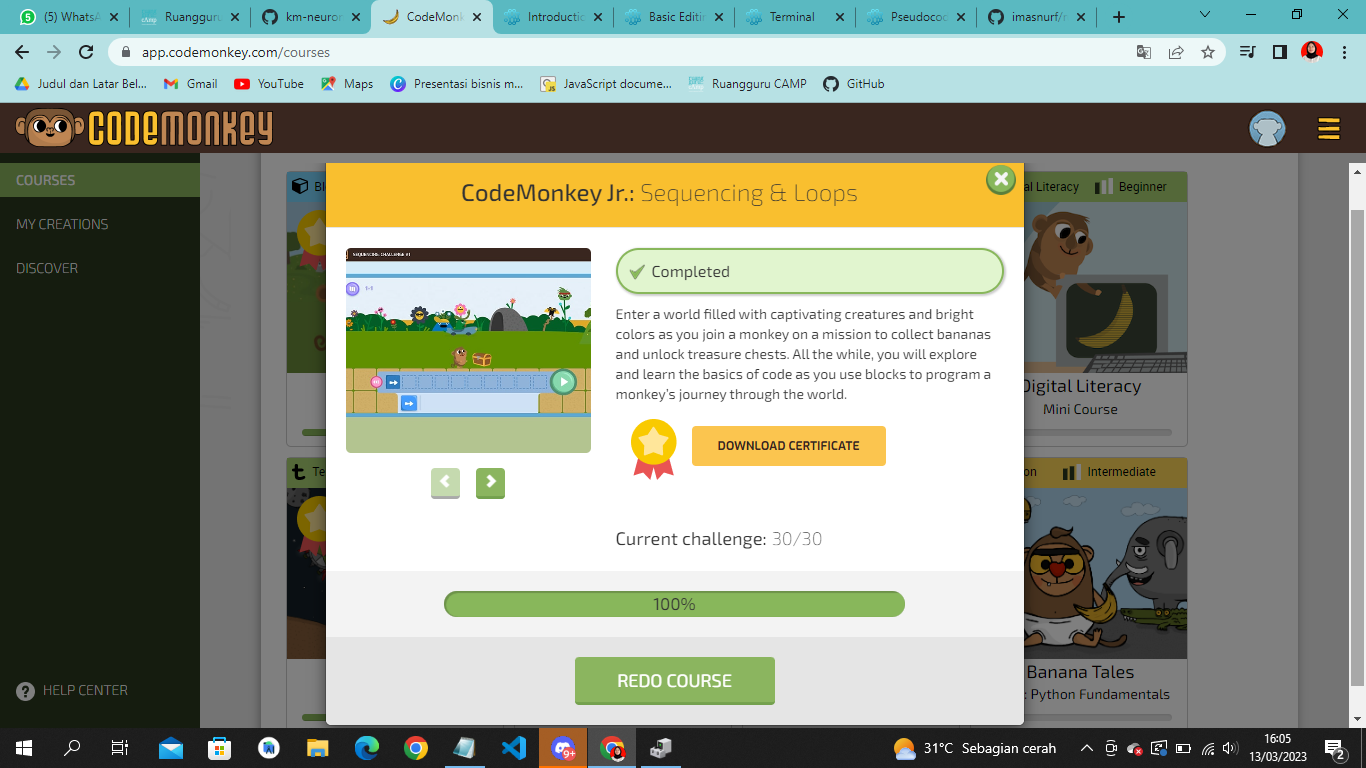 (5) WhatsA
Ruangguru
km-neuron
CodeMonk
Introductio
Basic Editin
Terminal
Pseudocod
imasnurf/r
app.codemonkey.com/courses
Judul dan Latar Bel...
Gmail
YouTube
Maps
Presentasi bisnis m...
JavaScript docume...
Ruangguru CAMP
GitHub
CODEMONKEY
COURSES
MY CREATIONS
DISCOVER
HELP CENTER
Bl
al Literacy
Beginner
CodeMonkey Jr.: Sequencing & Loops
SEQUENCING CHALLENGE #1
1-1
Completed
Enter a world filled with captivating creatures and bright
colors as you join a monkey on a mission to collect bananas
and unlock treasure chests. All the while, you will explore
and learn the basics of code as you use blocks to program a
monkey's journey through the world.
DOWNLOAD CERTIFICATE
Current challenge: 30/30
100%
REDO COURSE
Digital Literacy
Mini Course
Te
on
Intermediate
Banana Tales
: Python Fundamentals
9+
31°C Sebagian cerah
16:05
13/03/2023
2